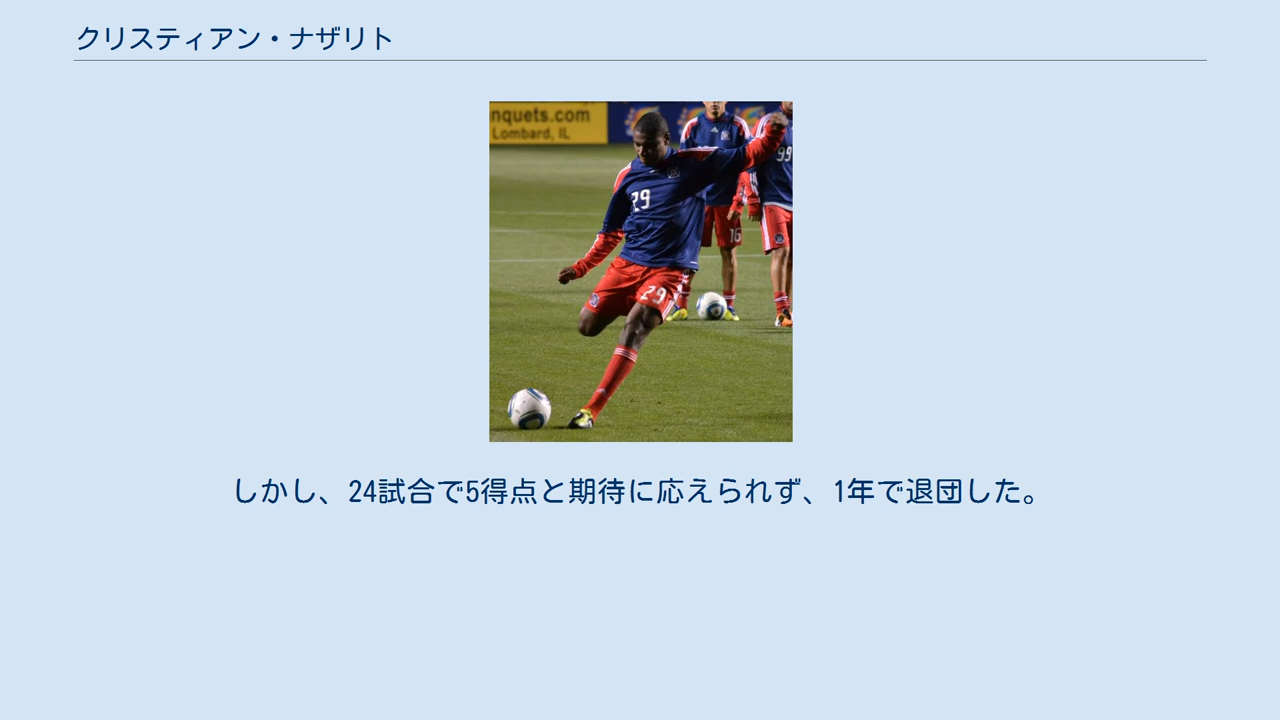 クリスティアン・ナザリト
nquets.com
Lombard, IL
99
29
16
29
しかし、24試合で5得点と期待に応えられず、1年で退団した。